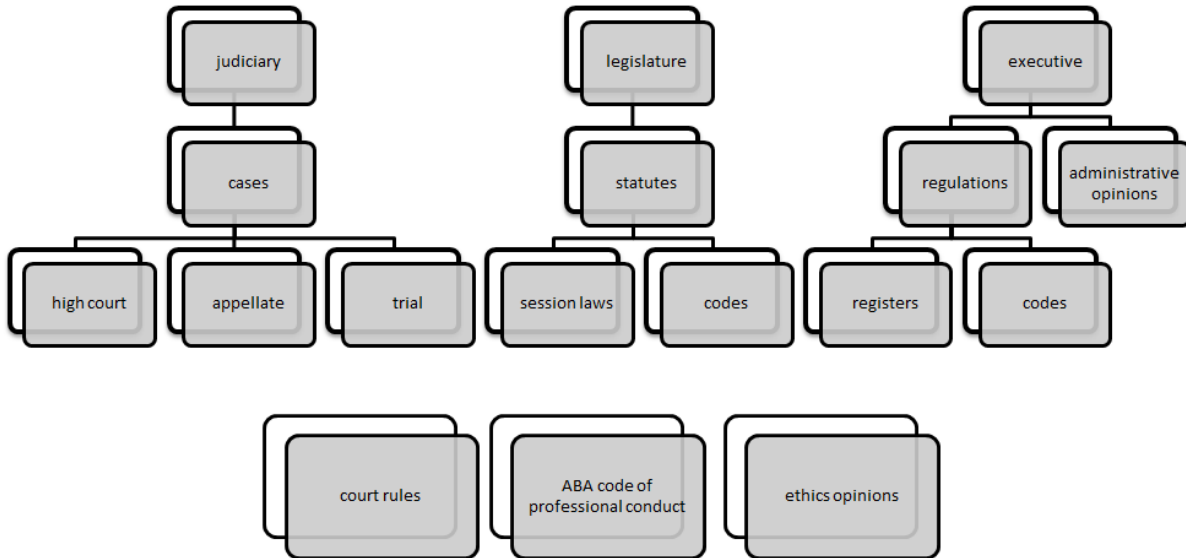 judiciary
legislature
executive
cases
statutes
regulations
administrative
opinions
high court
appellate
trial
session laws
codes
registers
codes
court rules
ABA code of
professional conduct
ethics opinions